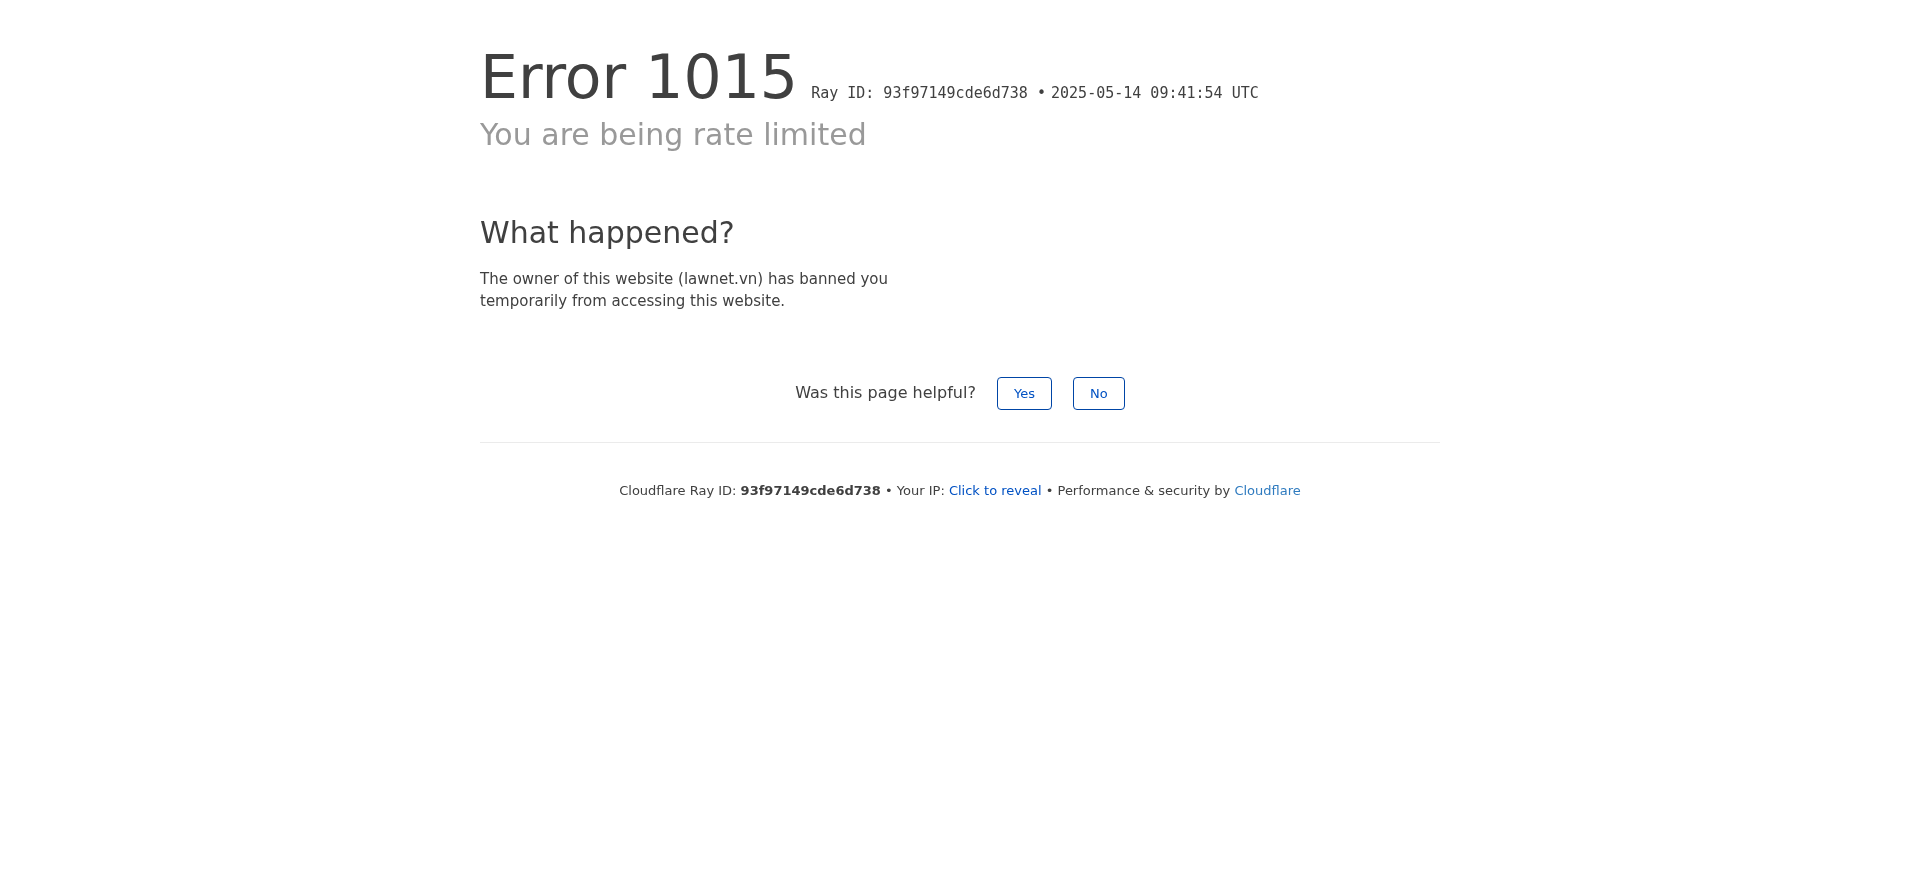 Error 1015 Ray ID: 93f97149cde6d738 • 2025-05-14 09:41:54 UTC
You are being rate limited
What happened?
The owner of this website (lawnet.vn) has banned you
temporarily from accessing this website.
Was this page helpful? Yes No
Cloudflare Ray ID: 93f97149cde6d738 • Your IP: Click to reveal • Performance & security by Cloudflare